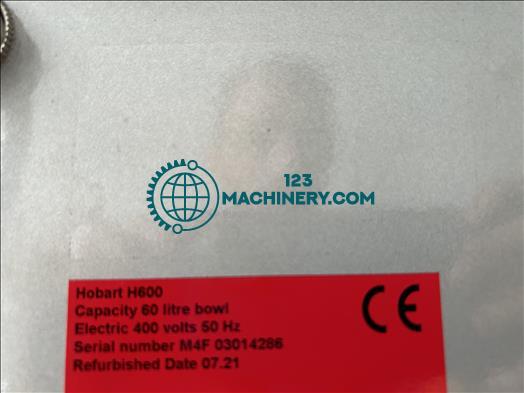 123
MACHINERY.COM
Hobart H600
Capacity 60 litre bowl
Electric 400 volts 50 Hz
Serial number M4F 03014286
Refurbished Date 07.21
CE